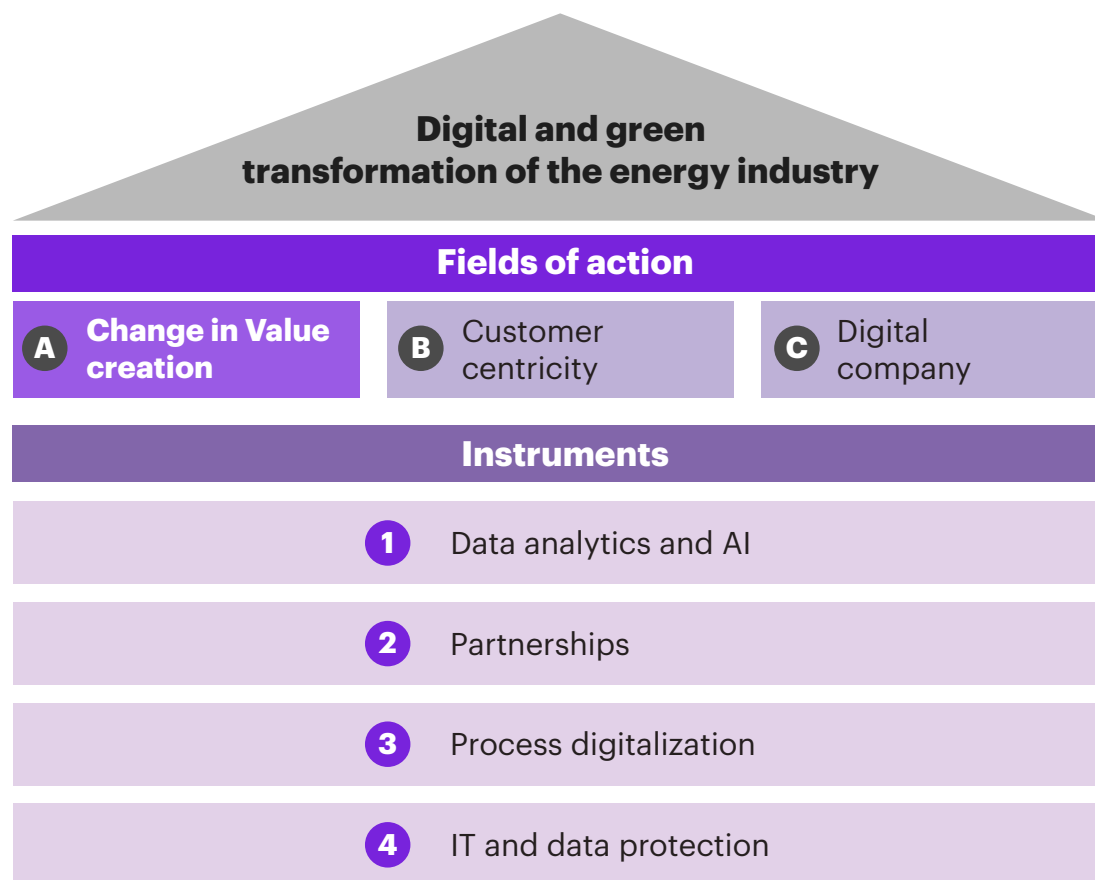 Digital and green
transformation of the energy industry
Fields of action
A Change in Value
creation
B Customer
centricity
C Digital
company
Instruments
1 Data analytics and AI
2 Partnerships
3 Process digitalization
4 IT and data protection